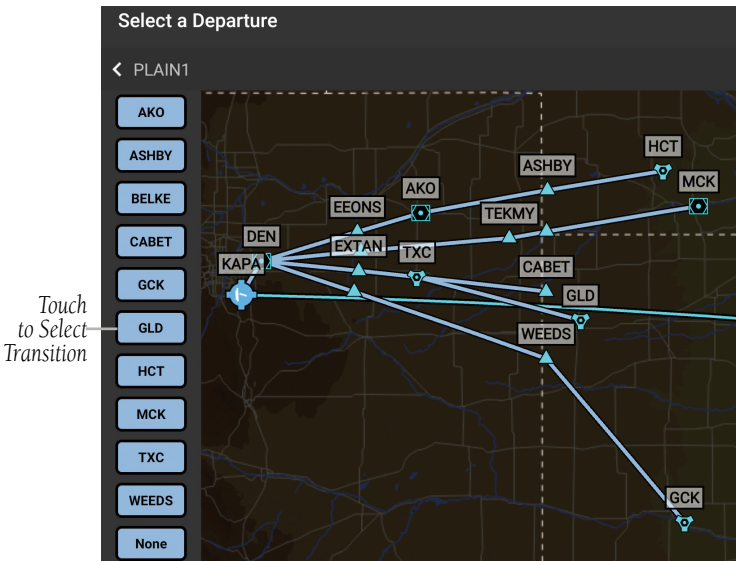 Select a Departure
PLAIN1
AKO
ASHBY
BELKE
CABET
GCK
GLD
HCT
MCK
TXC
WEEDS
None
Touch
to Select
Transition
HCT
ASHBY
MCK
AKO
EEONS
TEKMY
DEN
EXTAN
TXC
KAPA
CABET
GLD
WEEDS
GCK